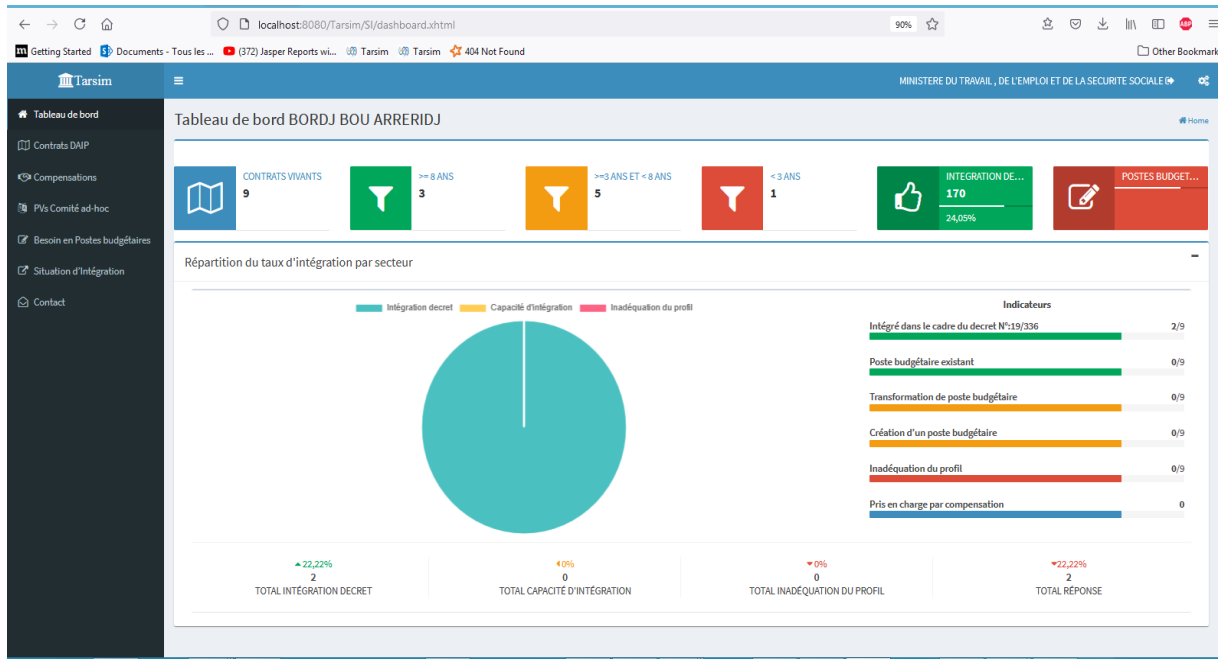 localhost:8080/Tarsim/SI/dashboard.xhtml
90%
Getting Started
Documents - Tous les ...
(372) Jasper Reports wi...
Tarsim
Tarsim
404 Not Found
Other Bookmark
Tarsim
MINISTERE DU TRAVAIL , DE L'EMPLOI ET DE LA SECURITE SOCIALE
Tableau de bord
Contrats DAIP
Compensations
PVs Comité ad-hoc
Besoin en Postes budgétaires
Situation d'Intégration
Contact
Tableau de bord BORDJ BOU ARRERIDJ
Home
CONTRATS VIVANTS
9
>= 8 ANS
3
>=3 ANS ET < 8 ANS
5
< 3 ANS
1
INTEGRATION DE...
170
24,05%
POSTES BUDGET...
Répartition du taux d'intégration par secteur
Intégration decret
Capacité d'intégration
Inadéquation du profil
Indicateurs
Intégré dans le cadre du decret N°:19/336 2/9
Poste budgétaire existant 0/9
Transformation de poste budgétaire 0/9
Création d'un poste budgétaire 0/9
Inadéquation du profil 0/9
Pris en charge par compensation 0
22,22%
2
TOTAL INTÉGRATION DECRET
0%
0
TOTAL CAPACITÉ D'INTÉGRATION
0%
0
TOTAL INADÉQUATION DU PROFIL
22,22%
2
TOTAL RÉPONSE